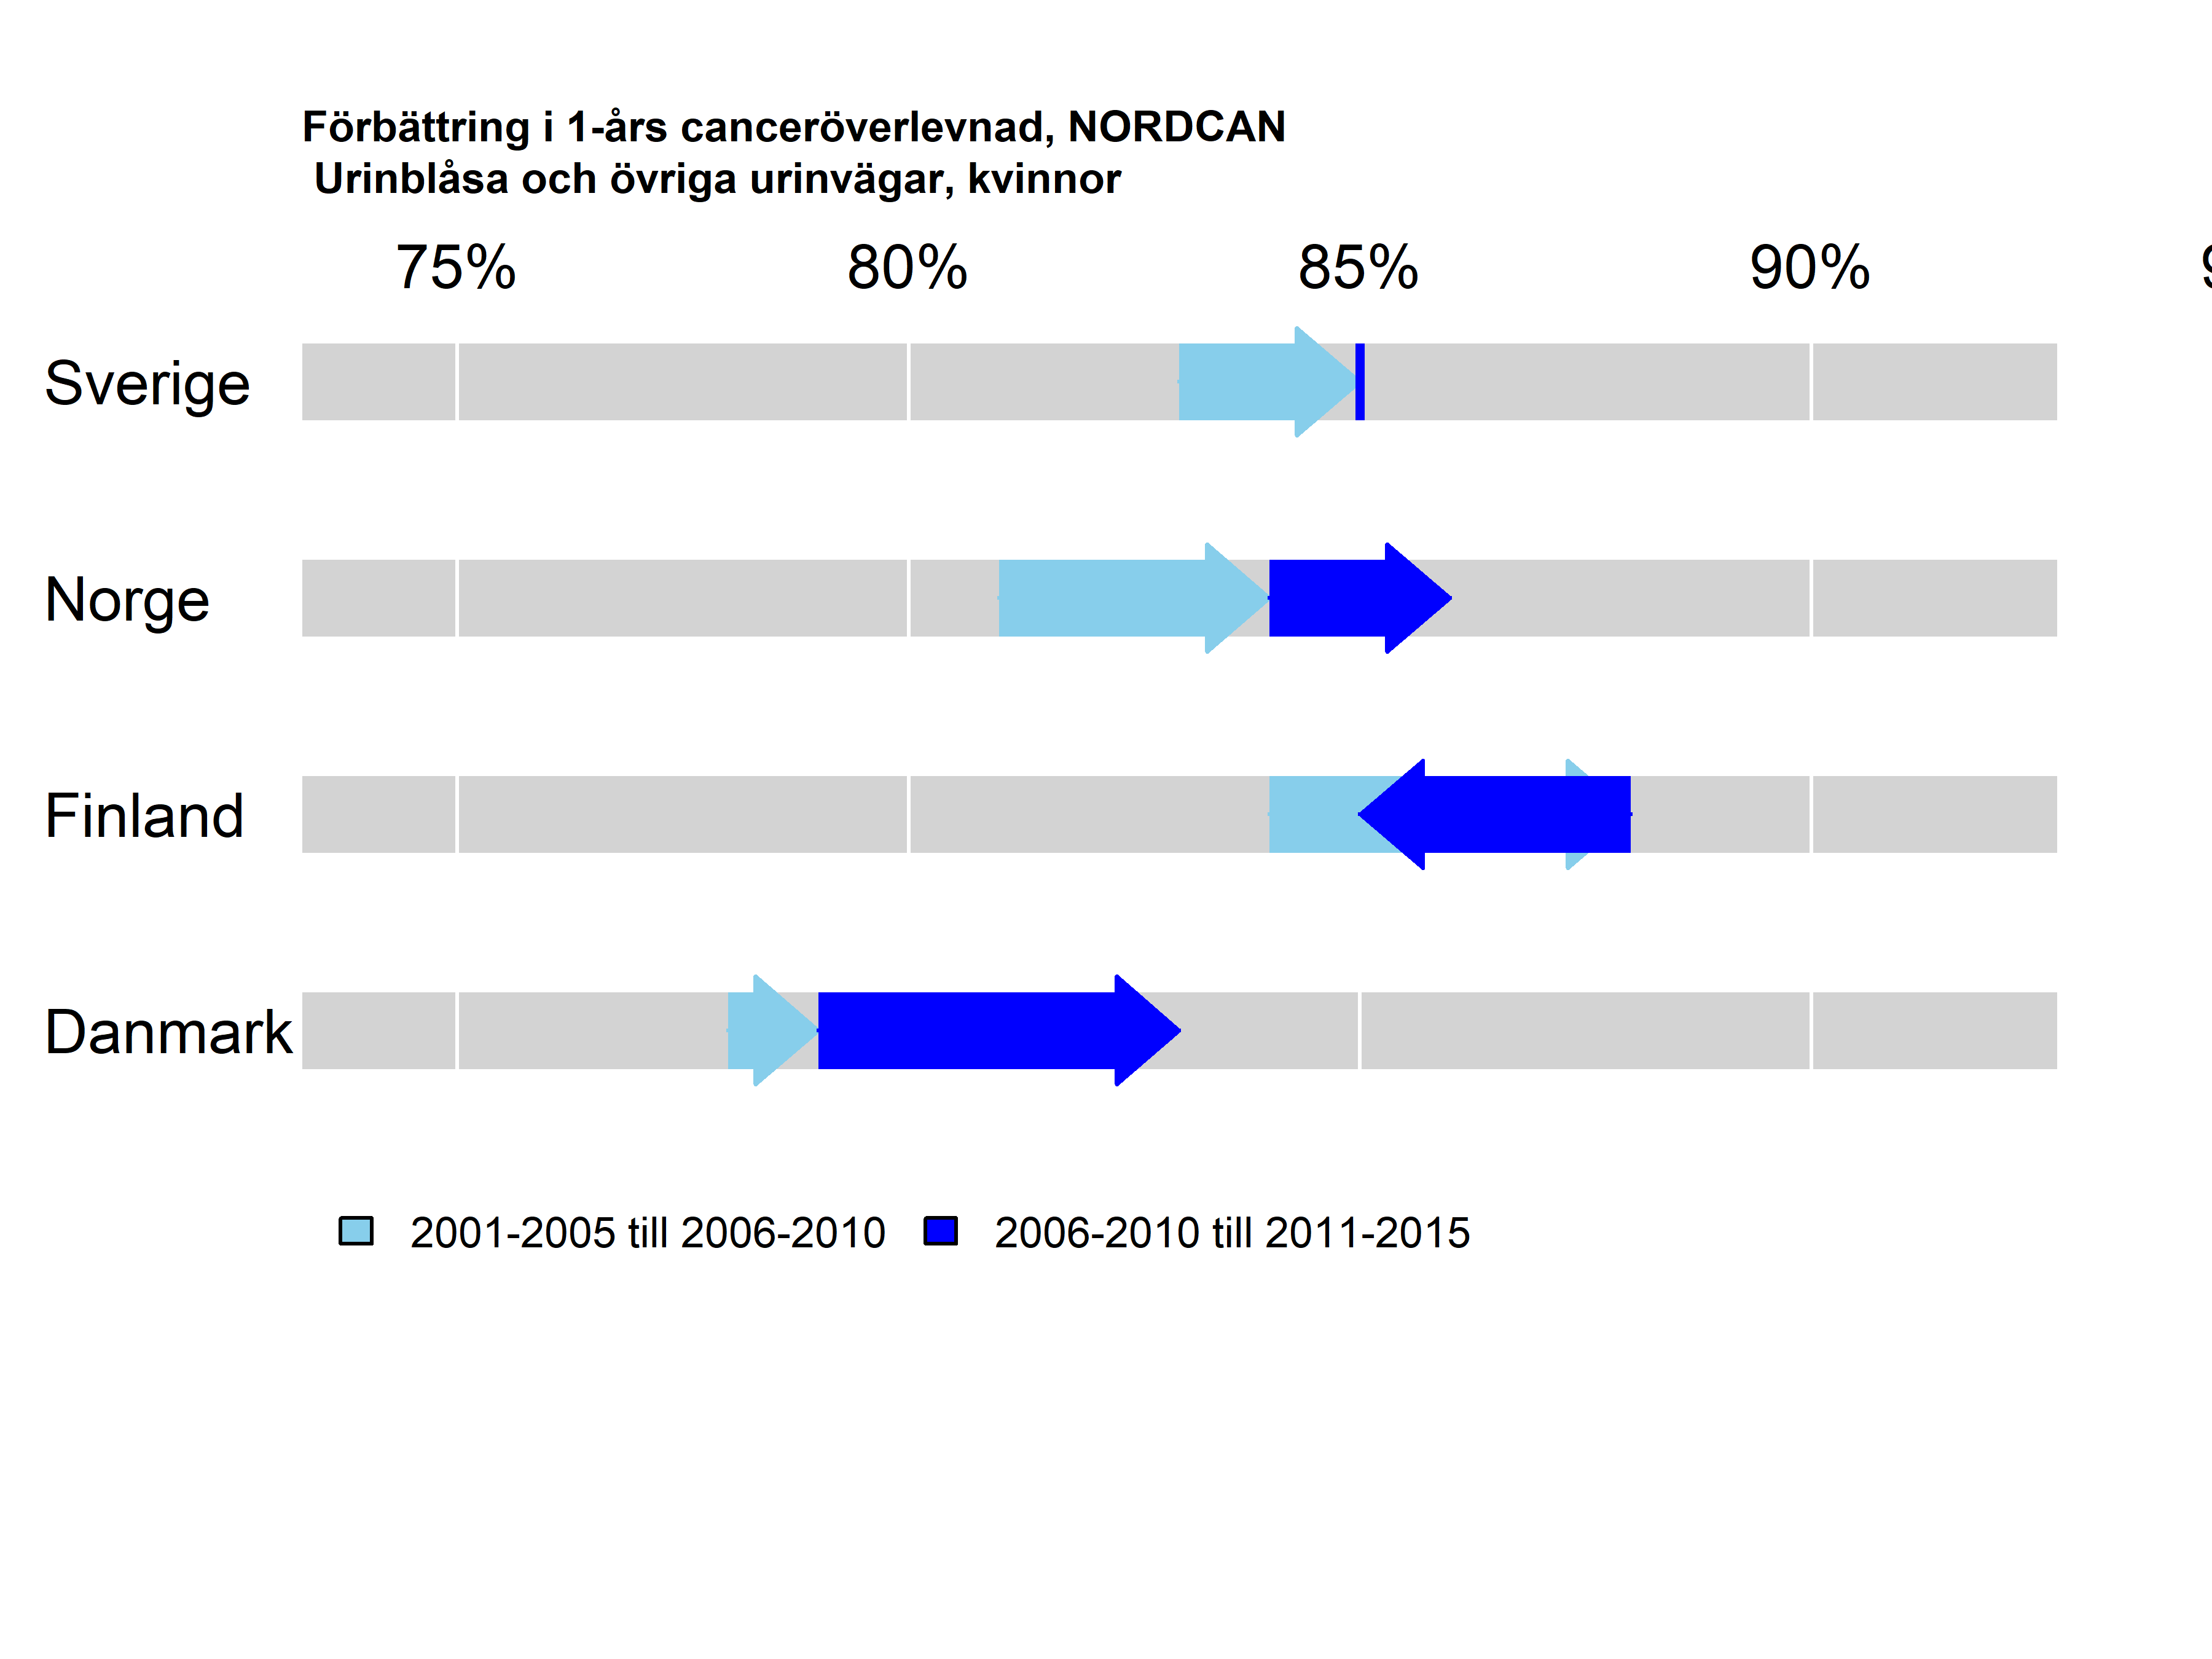 Förbättring i 1-års canceröverlevnad, NORDCAN
Urinblåsa och övriga urinvägar, kvinnor
75% 80% 85% 90%
Sverige
Norge
Finland
Danmark
2001-2005 till 2006-2010 2006-2010 till 2011-2015